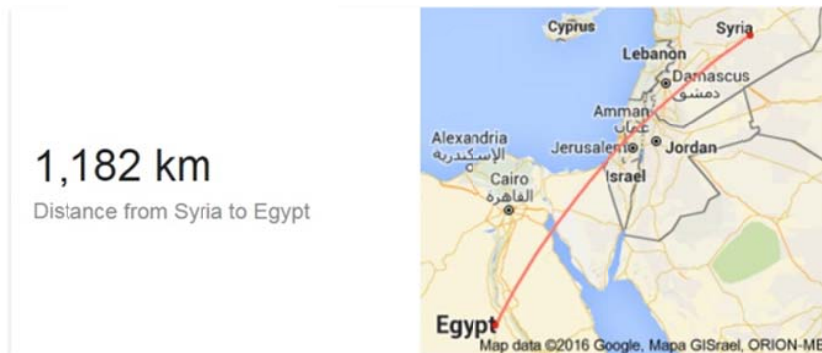 1,182 km
Distance from Syria to Egypt
Cyprus
Syria
Lebanon
Damascus
دمشق
Amman
عمان
Alexandria
الإسكندرية
Jerusalem
Jordan
Israel
Cairo
القاهرة
Egypt
Map data ©2016 Google, Mapa GISrael, ORION-ME